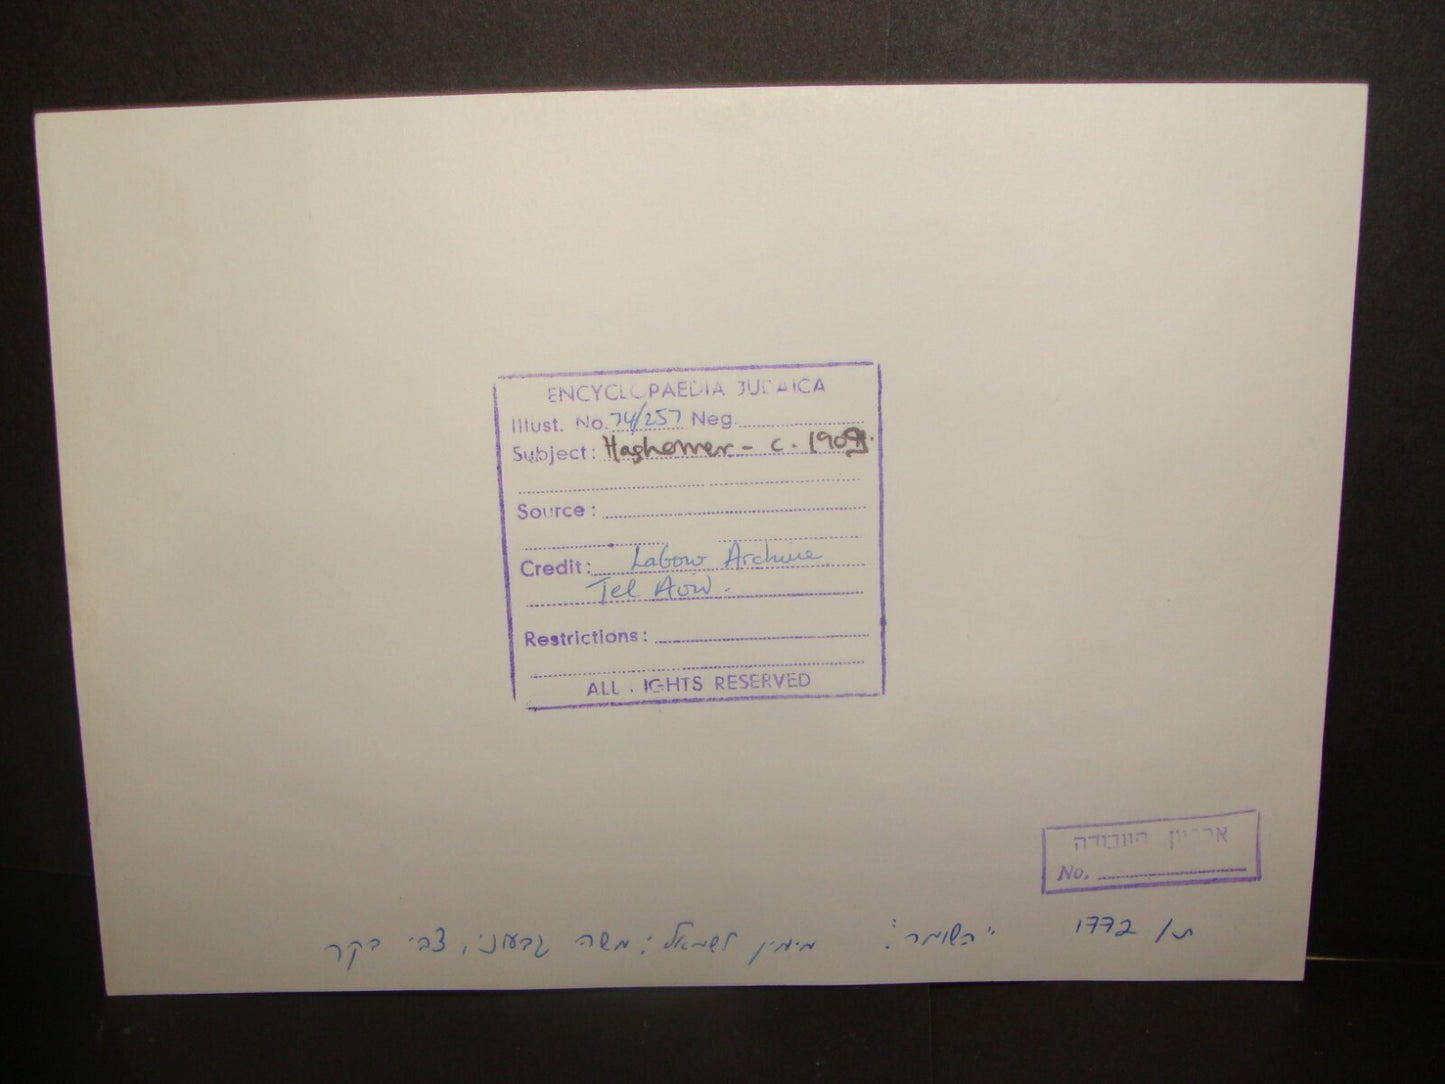 ENCYCLOPAEDIA JUDAICA
Illust. No. 74/257 Neg.
Subject: Hashomer - c. 1909.
Source:
Credit: Labour Archive
Tel Aviv.
Restrictions:
ALL RIGHTS RESERVED
ארכיון העבודה
No.
ת/ 1772 "השומר": מימין לשמאל: משה גבעוני, צבי בקר